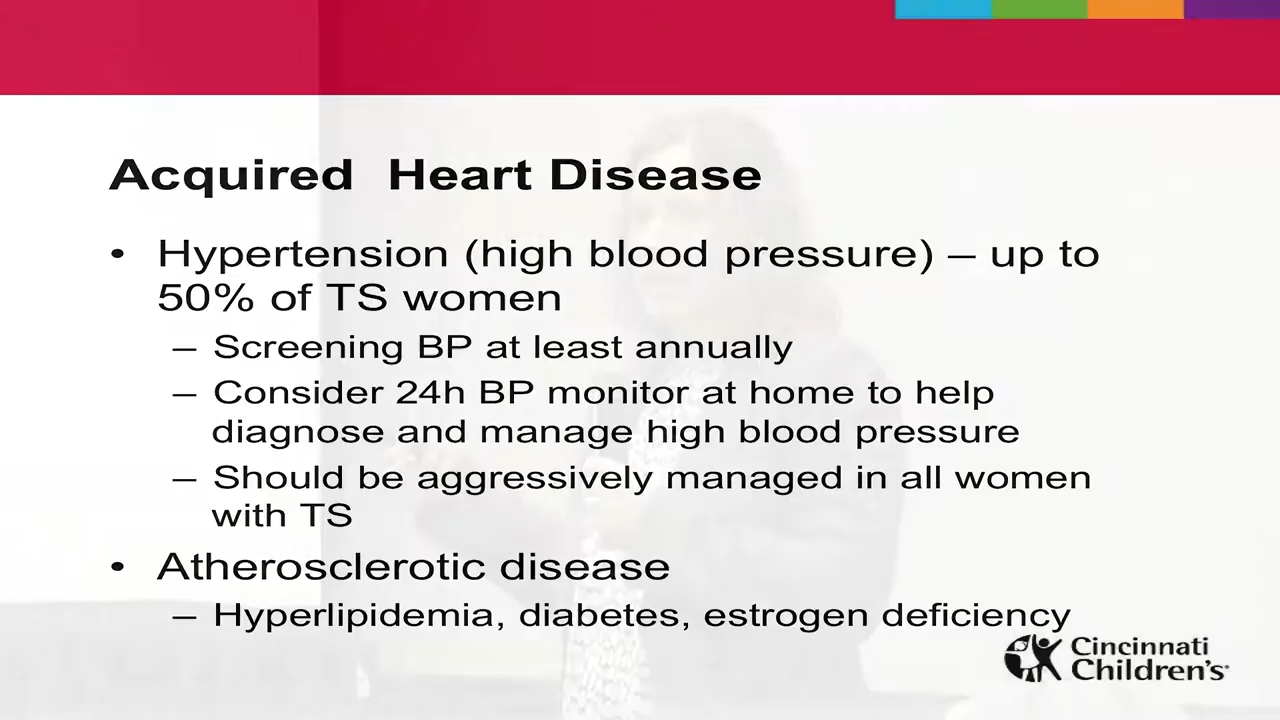 Acquired  Heart Disease
• Hypertension (high blood pressure) – up to
50% of TS women
– Screening BP at least annually
– Consider 24h BP monitor at home to help
diagnose and manage high blood pressure
– Should be aggressively managed in all women
with TS
• Atherosclerotic disease
– Hyperlipidemia, diabetes, estrogen deficiency
Cincinnati
Children's